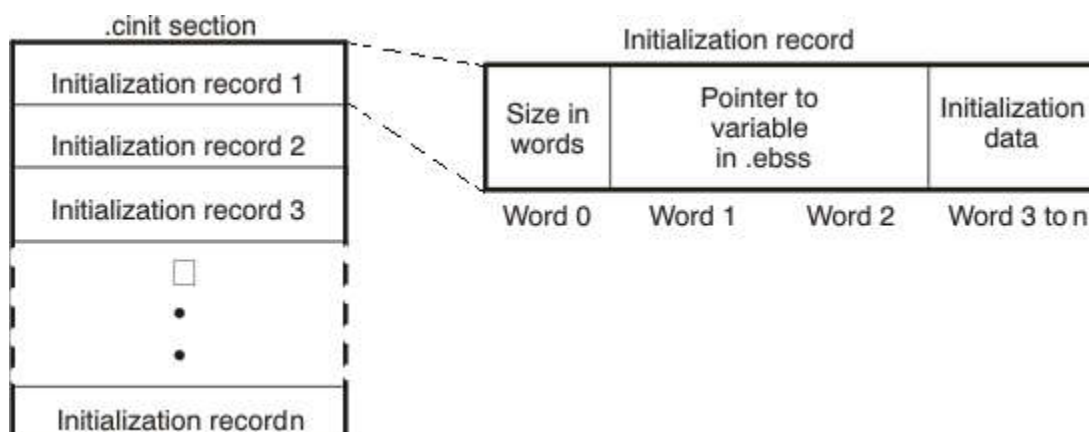 .cinit section
Initialization record 1
Initialization record 2
Initialization record 3
Initialization recordn
Initialization record
Size in
words
Pointer to
variable
in .ebss
Initialization
data
Word 0
Word 1
Word 2
Word 3 to n